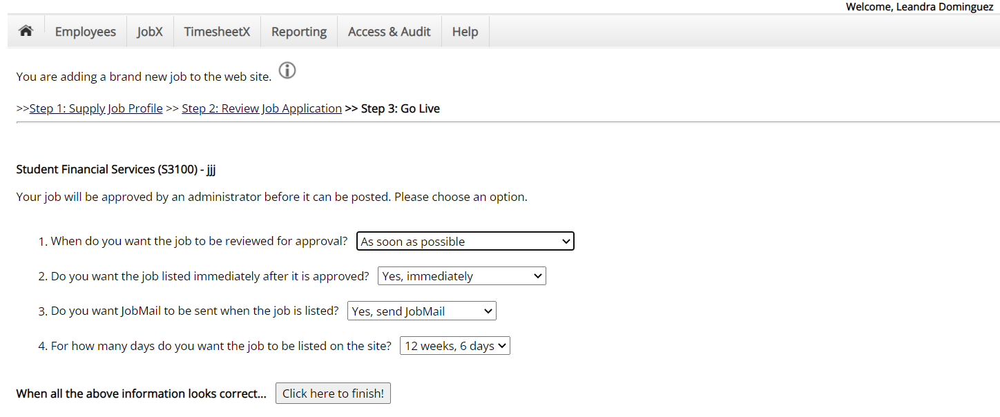 Welcome, Leandra Dominguez
Employees JobX TimesheetX Reporting Access & Audit Help
You are adding a brand new job to the web site.
>>Step 1: Supply Job Profile >> Step 2: Review Job Application >> Step 3: Go Live
Student Financial Services (S3100) - jjj
Your job will be approved by an administrator before it can be posted. Please choose an option.
1. When do you want the job to be reviewed for approval? As soon as possible
2. Do you want the job listed immediately after it is approved? Yes, immediately
3. Do you want JobMail to be sent when the job is listed? Yes, send JobMail
4. For how many days do you want the job to be listed on the site? 12 weeks, 6 days
When all the above information looks correct... Click here to finish!